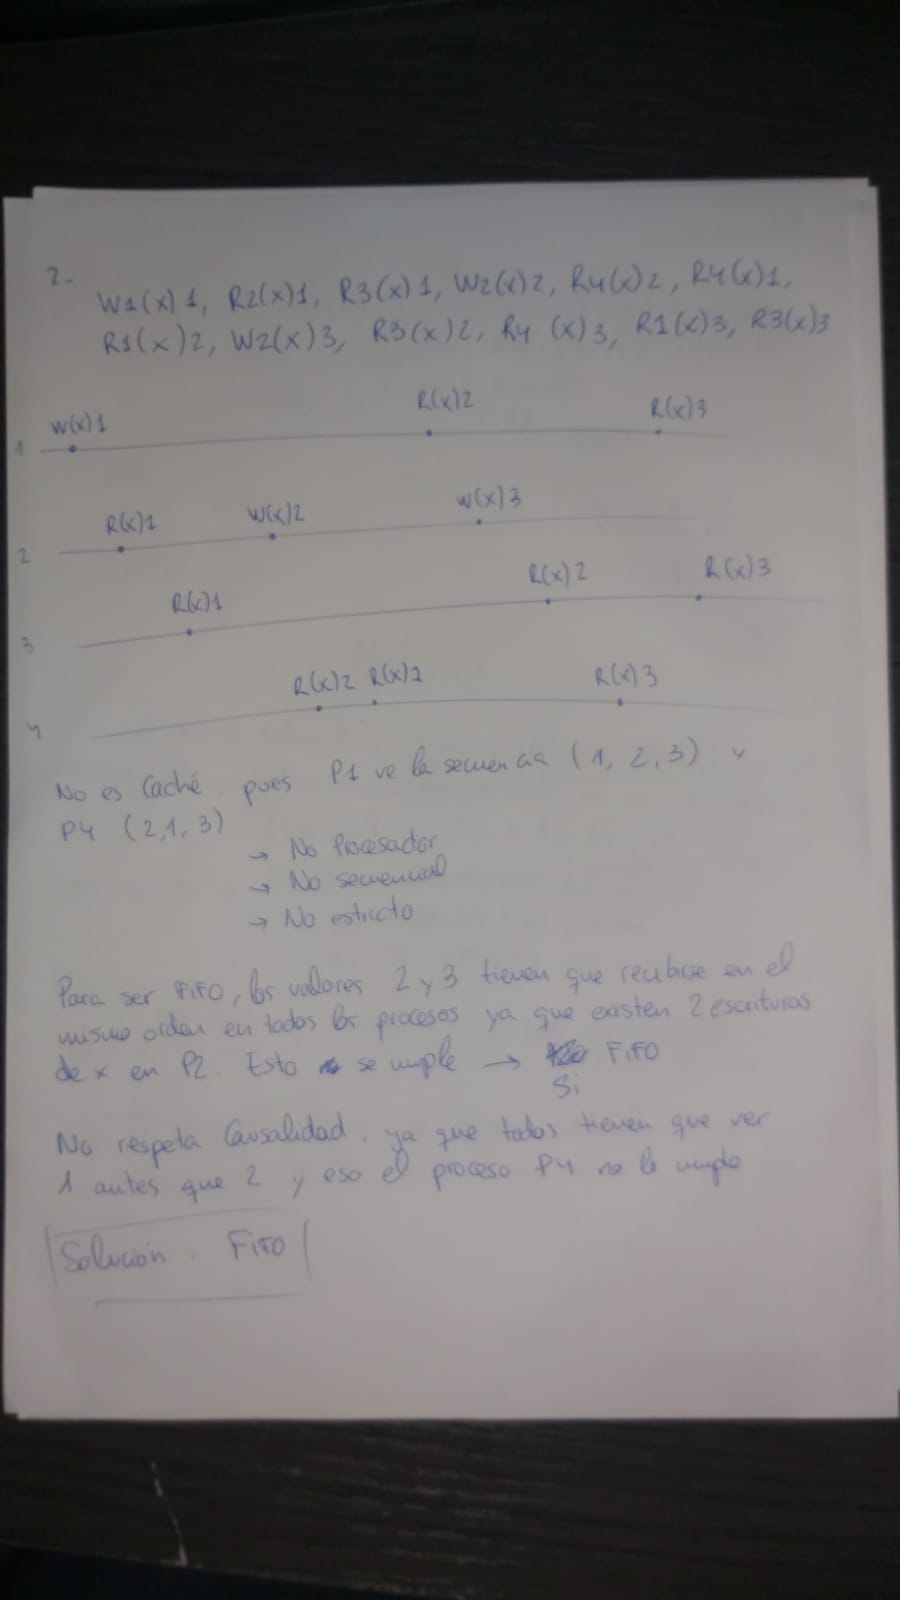 2-
W1(x)1, R2(x)1, R3(x)1, W2(x)2, R4(x)2, R4(x)1,
R1(x)2, W2(x)3, R3(x)2, R4 (x)3, R1(x)3, R3(x)3
R(x)2
R(x)3
W(x)1
1
W(x)3
W(x)2
R(x)1
2
R(x)3
R(x)2
R(x)1
3
R(x)2 R(x)1
R(x)3
4
No es Caché, pues P1 ve la secuencia (1, 2, 3) y
P4 (2,1,3)
→ No Procesador
→ No secuencial
→ No estricto
Para ser FIFO, los valores 2 y 3 tienen que recibirse en el
mismo orden en todos los procesos ya que existen 2 escrituras
de x en P2. Esto se cumple → FIFO
Si
No respeta Causalidad, ya que todos tienen que ver
1 antes que 2 y eso el proceso P4 no lo cumple
Solución. FIFO